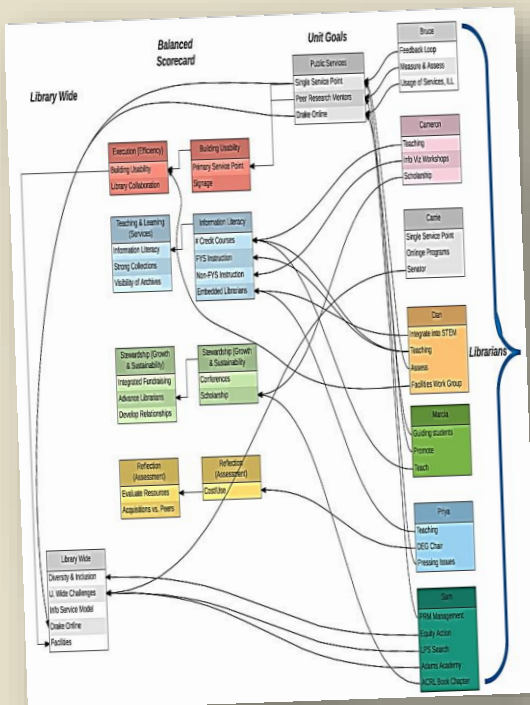 Balanced
Scorecard
Unit Goals
Library Wide
Public Services
Single Service Point
Peer Research Mentors
Drake Online
Execution (Efficiency)
Building Usability
Library Collaboration
Building Usability
Primary Service Point
Signage
Teaching & Learning
(Services)
Information Literacy
Strong Collections
Visibility of Archives
Information Literacy
# Credit Courses
FYS Instruction
Non-FYS Instruction
Embedded Librarians
Stewardship (Growth
& Sustainability)
Integrated Fundraising
Advance Librarians
Develop Relationships
Stewardship (Growth
& Sustainability)
Conferences
Scholarship
Reflection
(Assessment)
Evaluate Resources
Acquisitions vs. Peers
Reflection
(Assessment)
Cost/Use
Library Wide
Diversity & Inclusion
U. Wide Challenges
Info Service Model
Drake Online
Facilities
Bruce
Feedback Loop
Measure & Assess
Usage of Services, ILL
Cameron
Teaching
Info Viz Workshops
Scholarship
Carrie
Single Service Point
Programs
Senator
Dan
Integrate into STEM
Teaching
Assess
Facilities Work Group
Marcia
Guiding students
Promote
Teach
Priya
Teaching
DEG Chair
Pressing Issues
Sam
PRM Management
Equity Action
LPS Search
Adams Academy
ACRL Book Chapter
Librarians